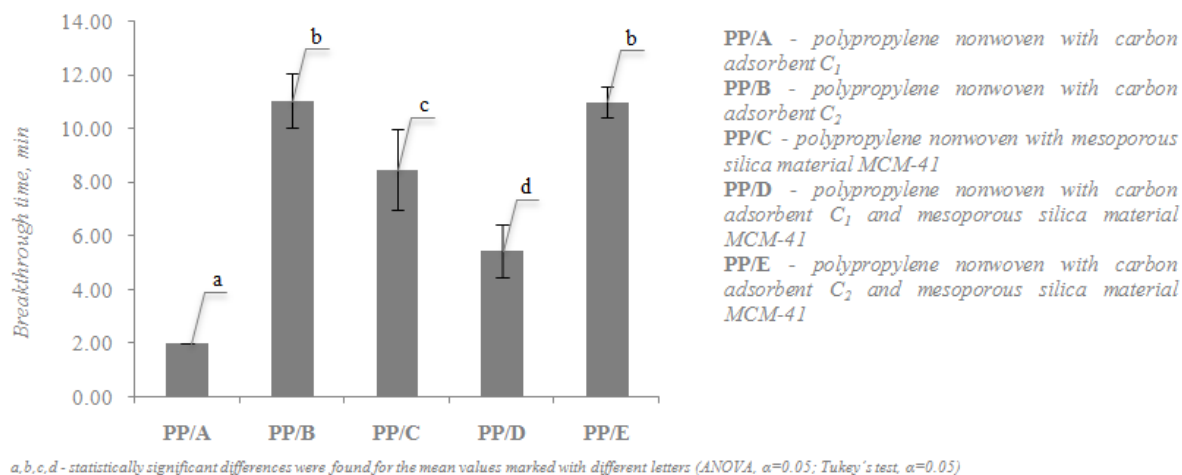 14.00
12.00
10.00
8.00
6.00
4.00
2.00
0.00
Breakthrough time, min
a
b
c
d
b
PP/A PP/B PP/C PP/D PP/E
PP/A - polypropylene nonwoven with carbon
adsorbent C1
PP/B - polypropylene nonwoven with carbon
adsorbent C2
PP/C - polypropylene nonwoven with mesoporous
silica material MCM-41
PP/D - polypropylene nonwoven with carbon
adsorbent C1 and mesoporous silica material
MCM-41
PP/E - polypropylene nonwoven with carbon
adsorbent C2 and mesoporous silica material
MCM-41
a,b,c,d - statistically significant differences were found for the mean values marked with different letters (ANOVA, α=0.05; Tukey´s test, α=0.05)